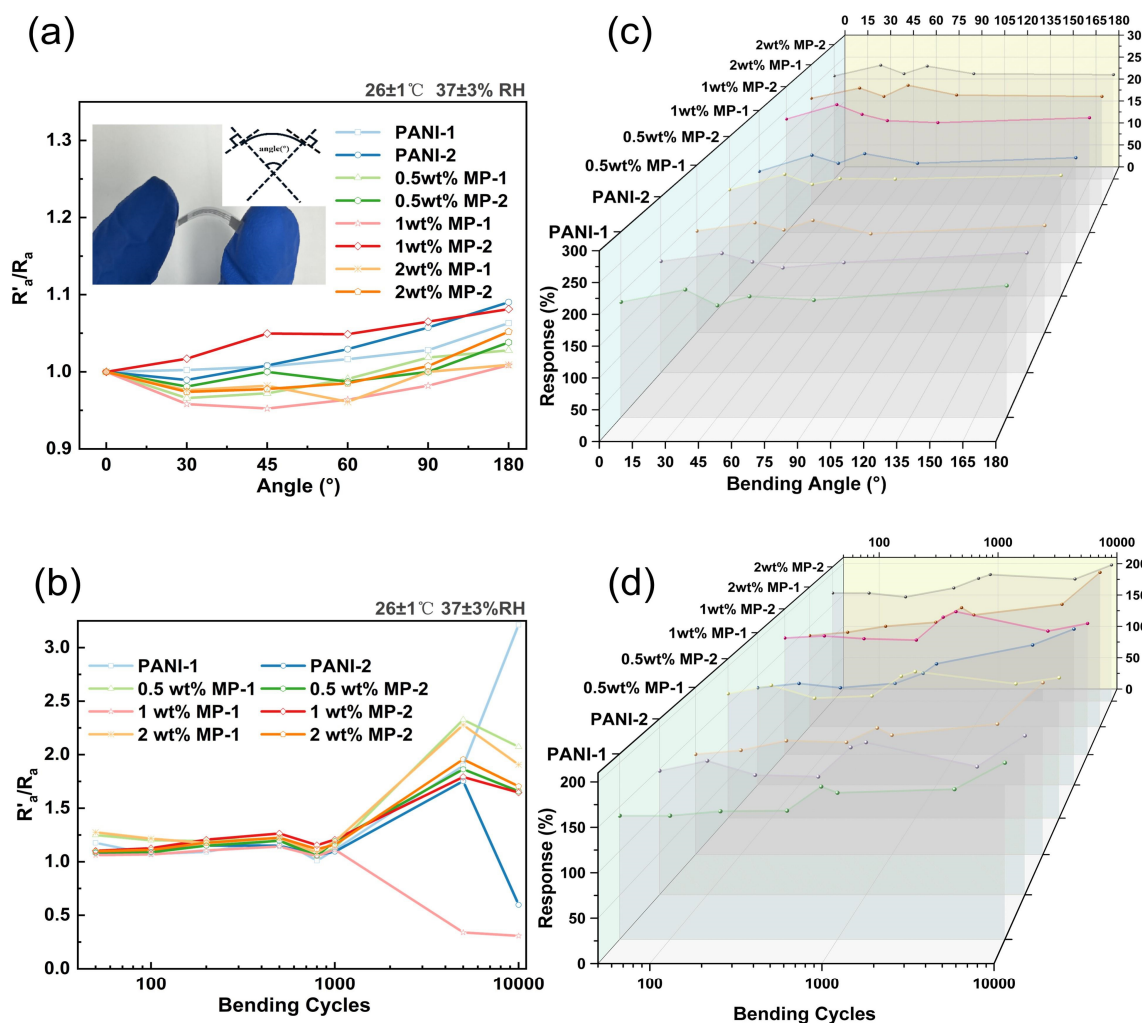 (a)
26±1℃ 37±3% RH
R'a/Ra
1.3
1.2
1.1
1.0
0.9
angle(°)
PANI-1
PANI-2
0.5wt% MP-1
0.5wt% MP-2
1wt% MP-1
1wt% MP-2
2wt% MP-1
2wt% MP-2
0 30 45 60 90 180
Angle (°)
(c)
0 15 30 45 60 75 90 105 120 135 150 165 180
2wt% MP-2
2wt% MP-1
1wt% MP-2
1wt% MP-1
0.5wt% MP-2
0.5wt% MP-1
PANI-2
PANI-1
300
250
200
150
100
50
0
Response (%)
0 15 30 45 60 75 90 105 120 135 150 165 180
Bending Angle (°)
(b)
26±1℃ 37±3%RH
R'a/Ra
3.0
2.5
2.0
1.5
1.0
0.5
0.0
PANI-1 PANI-2
0.5 wt% MP-1 0.5 wt% MP-2
1 wt% MP-1 1 wt% MP-2
2 wt% MP-1 2 wt% MP-2
100 1000 10000
Bending Cycles
(d)
100 1000 10000
2wt% MP-2
2wt% MP-1
1wt% MP-2
1wt% MP-1
0.5wt% MP-2
0.5wt% MP-1
PANI-2
PANI-1
200
150
100
50
0
Response (%)
100 1000 10000
Bending Cycles